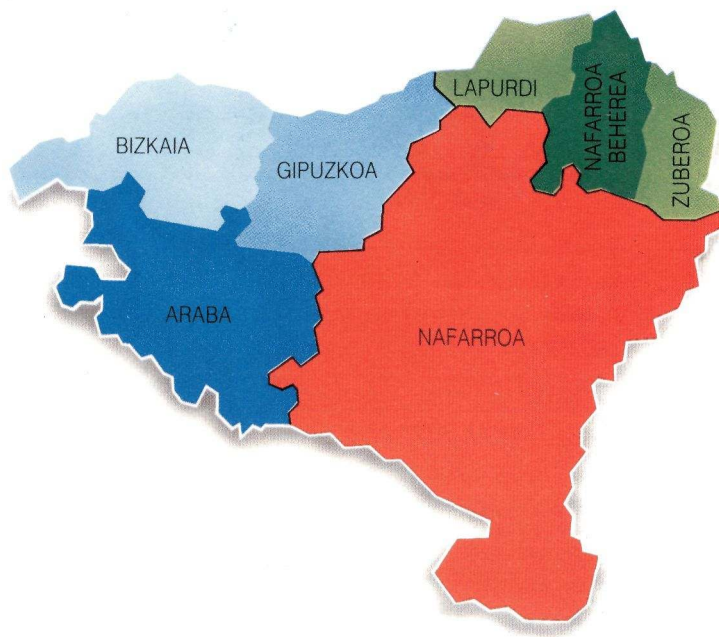 LAPURDI
NAFARROA
BEHEREA
ZUBEROA
BIZKAIA
GIPUZKOA
ARABA
NAFARROA